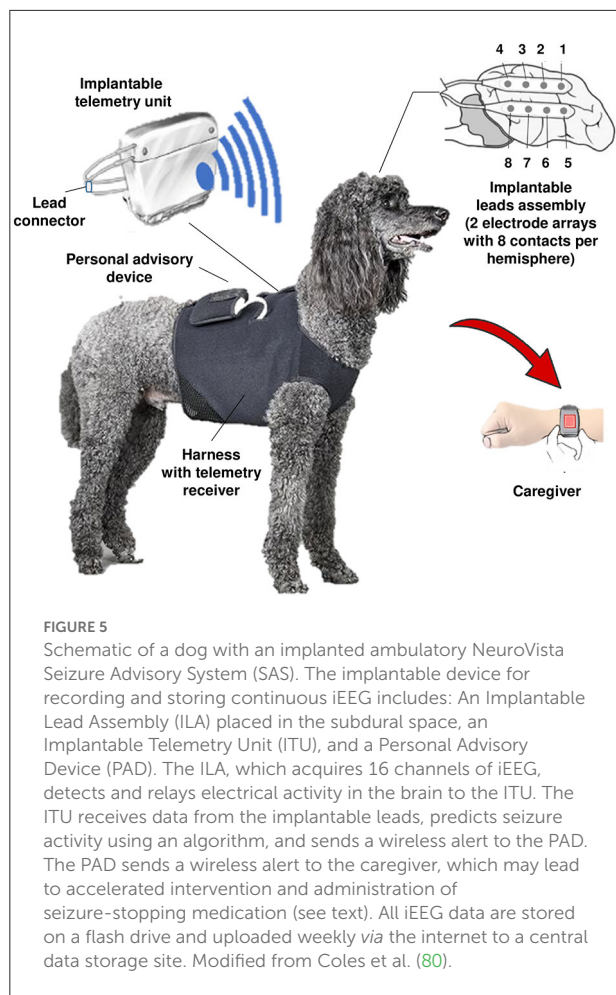 Implantable
telemetry unit
4 3 2 1
Lead
connector
8 7 6 5
Implantable
leads assembly
(2 electrode arrays
with 8 contacts per
hemisphere)
Personal advisory
device
Harness
with telemetry
receiver
Caregiver
FIGURE 5
Schematic of a dog with an implanted ambulatory NeuroVista
Seizure Advisory System (SAS). The implantable device for
recording and storing continuous iEEG includes: An Implantable
Lead Assembly (ILA) placed in the subdural space, an
Implantable Telemetry Unit (ITU), and a Personal Advisory
Device (PAD). The ILA, which acquires 16 channels of iEEG,
detects and relays electrical activity in the brain to the ITU. The
ITU receives data from the implantable leads, predicts seizure
activity using an algorithm, and sends a wireless alert to the PAD.
The PAD sends a wireless alert to the caregiver, which may lead
to accelerated intervention and administration of
seizure-stopping medication (see text). All iEEG data are stored
on a flash drive and uploaded weekly via the internet to a central
data storage site. Modified from Coles et al. (80).